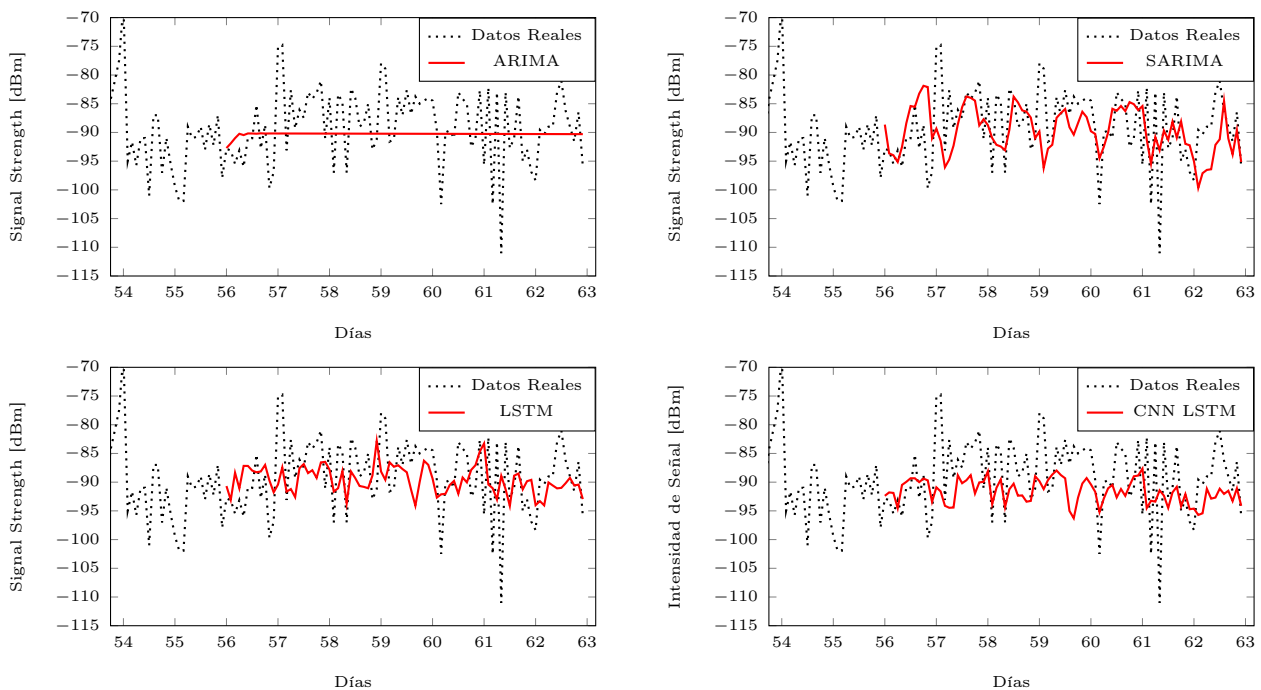 −70
−75
−80
−85
−90
−95
−100
−105
−110
−115
54 55 56 57 58 59 60 61 62 63
Signal Strength [dBm]
Días
Datos Reales
ARIMA
−70
−75
−80
−85
−90
−95
−100
−105
−110
−115
54 55 56 57 58 59 60 61 62 63
Signal Strength [dBm]
Días
Datos Reales
SARIMA
−70
−75
−80
−85
−90
−95
−100
−105
−110
−115
54 55 56 57 58 59 60 61 62 63
Signal Strength [dBm]
Días
Datos Reales
LSTM
−70
−75
−80
−85
−90
−95
−100
−105
−110
−115
54 55 56 57 58 59 60 61 62 63
Intensidad de Señal [dBm]
Días
Datos Reales
CNN LSTM